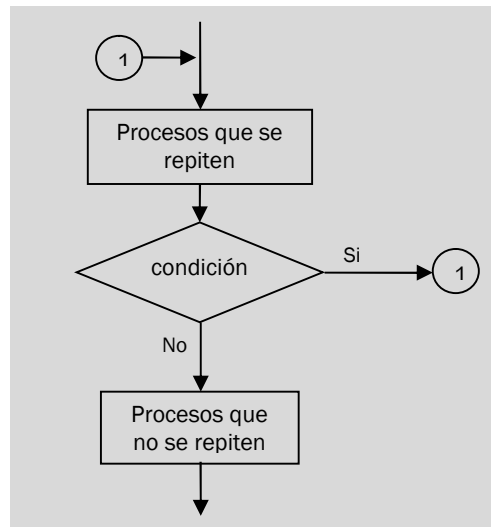 1
Procesos que se
repiten
condición
Si
1
No
Procesos que
no se repiten